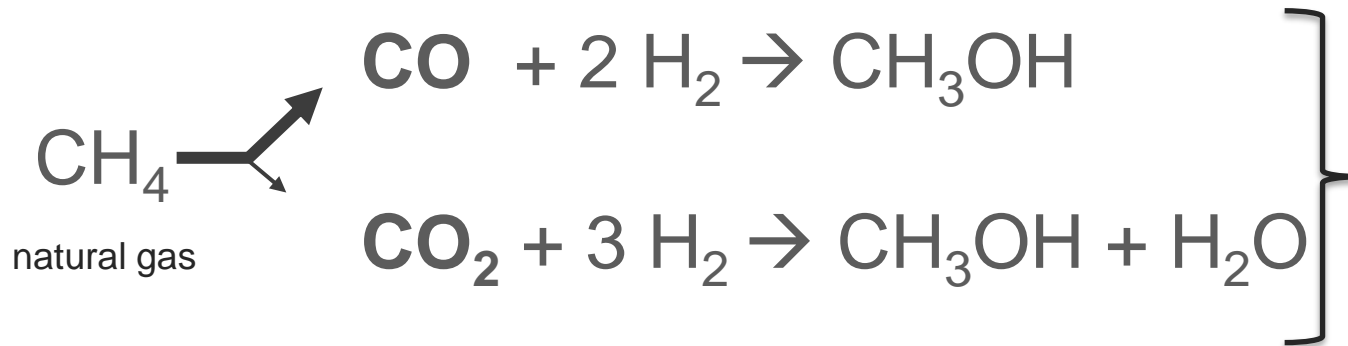 CO + 2 H₂ → CH₃OH
CH₄
natural gas
CO₂ + 3 H₂ → CH₃OH + H₂O